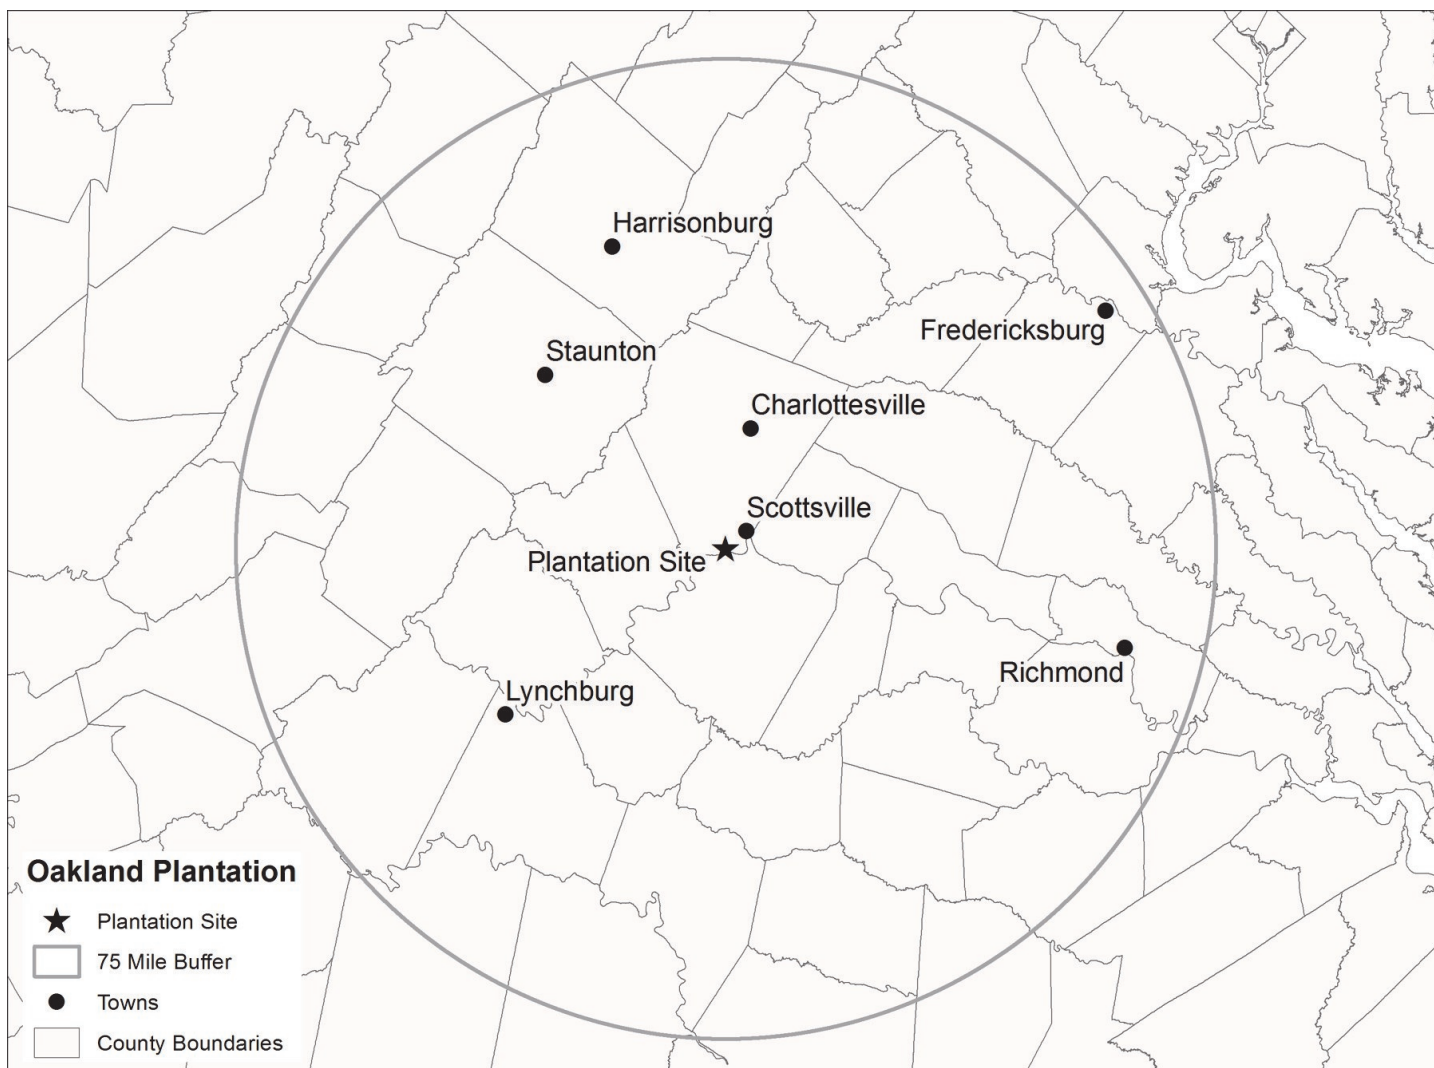 Harrisonburg
Fredericksburg
Staunton
Charlottesville
Scottsville
Plantation Site
Richmond
Lynchburg
Oakland Plantation
Plantation Site
75 Mile Buffer
Towns
County Boundaries